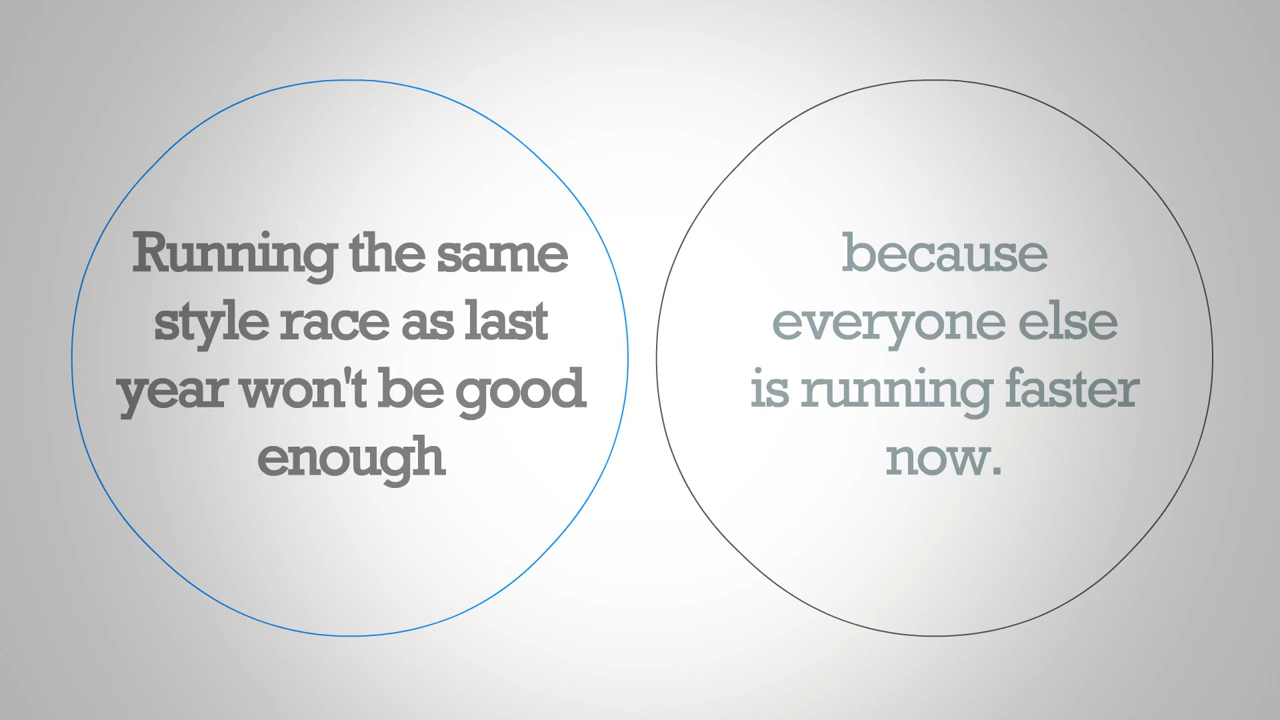 Running the same
style race as last
year won't be good
enough
because
everyone else
is running faster
now.